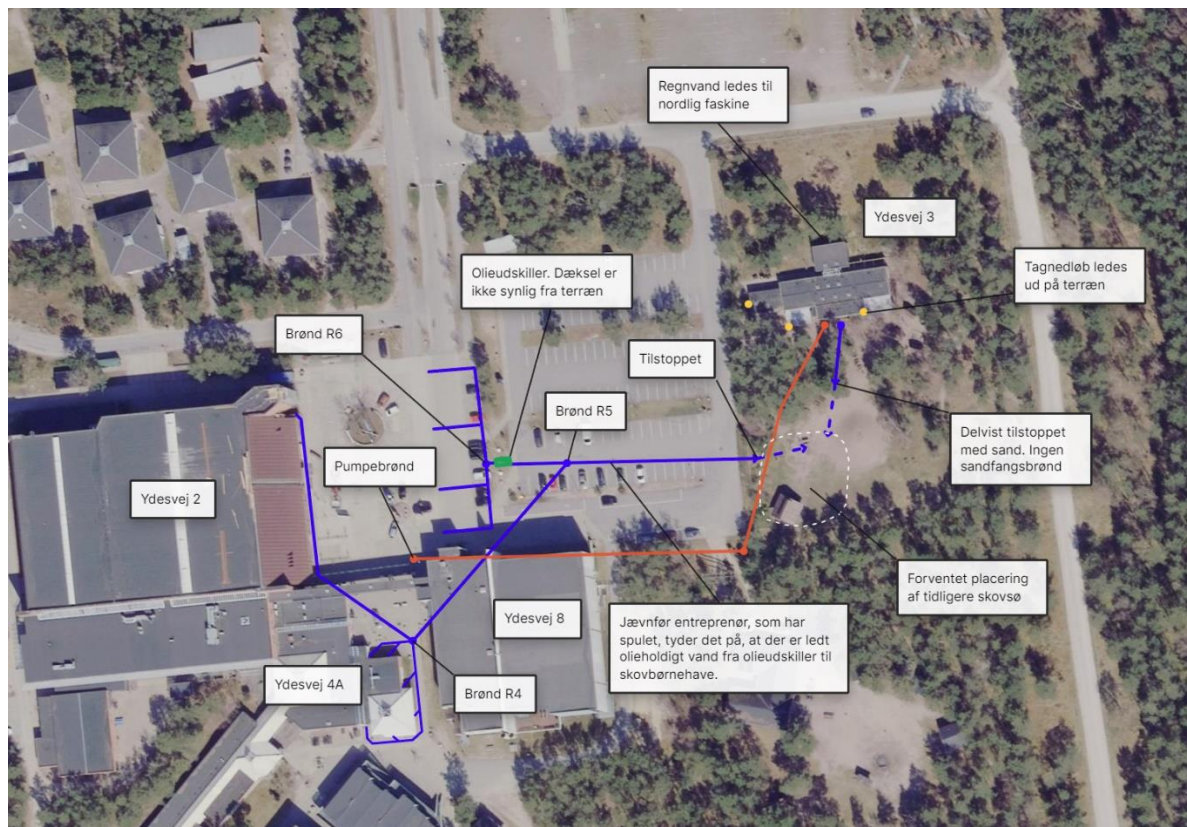 Regnvand ledes til
nordlig faskine
Ydesvej 3
Olieudskiller. Dæksel er
ikke synlig fra terræn
Tagnedløb ledes
ud på terræn
Brønd R6
Tilstoppet
Brønd R5
Delvist tilstoppet
med sand. Ingen
sandfangsbrønd
Pumpebrønd
Ydesvej 2
Forventet placering
af tidligere skovsø
Ydesvej 8
Jævnfør entreprenør, som har
spulet, tyder det på, at der er ledt
olieholdigt vand fra olieudskiller til
skovbørnehave.
Ydesvej 4A
Brønd R4